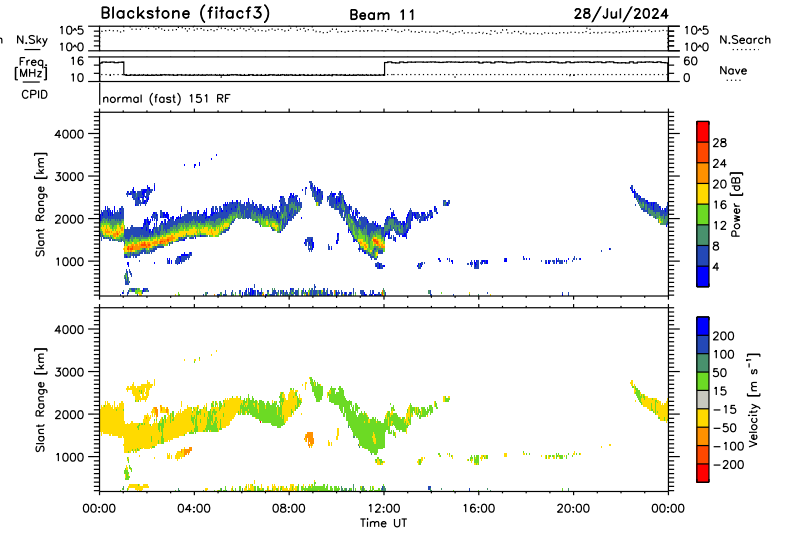 Blackstone (fitacf3) Beam 11 28/Jul/2024
N.Sky 10^5 10^0 10^5 10^0 N.Search
Freq. [MHz] 16 10 60 0 Nave
CPID normal (fast) 151 RF
Slant Range [km]
4000
3000
2000
1000
28
24
20
16
12
8
4
Power [dB]
Slant Range [km]
4000
3000
2000
1000
200
100
50
15
−15
−50
−100
−200
Velocity [m s⁻¹]
00:00 04:00 08:00 12:00 16:00 20:00 00:00
Time UT